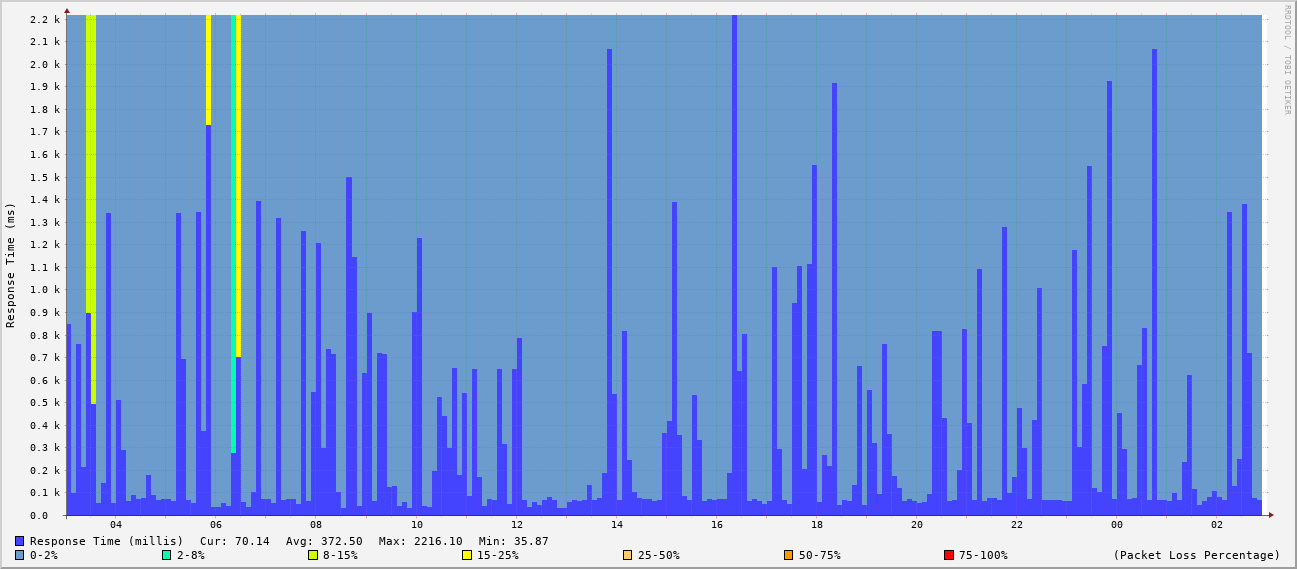 2.2 k
2.1 k
2.0 k
1.9 k
1.8 k
1.7 k
1.6 k
1.5 k
1.4 k
1.3 k
1.2 k
1.1 k
1.0 k
0.9 k
0.8 k
0.7 k
0.6 k
0.5 k
0.4 k
0.3 k
0.2 k
0.1 k
0.0
Response Time (ms)
RRDTOOL / TOBI OETIKER
04 06 08 10 12 14 16 18 20 22 00 02
Response Time (millis) Cur: 70.14 Avg: 372.50 Max: 2216.10 Min: 35.87
0-2% 2-8% 8-15% 15-25% 25-50% 50-75% 75-100% (Packet Loss Percentage)